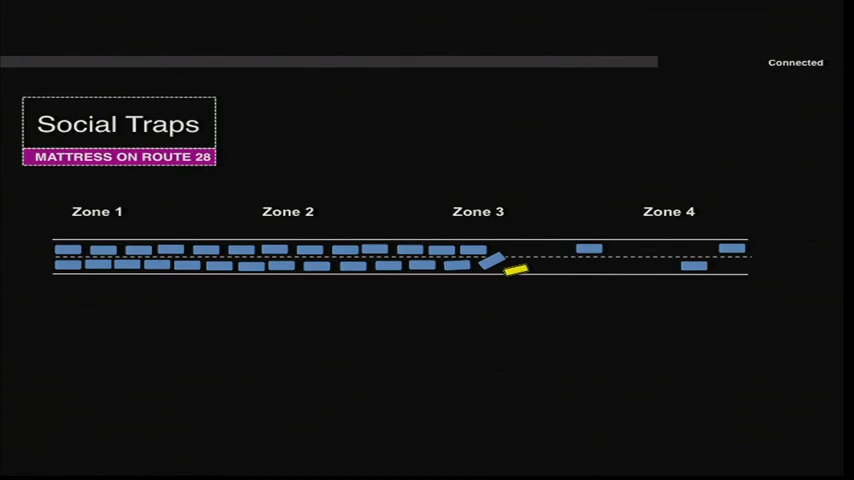 Connected
Social Traps
MATTRESS ON ROUTE 28
Zone 1 Zone 2 Zone 3 Zone 4